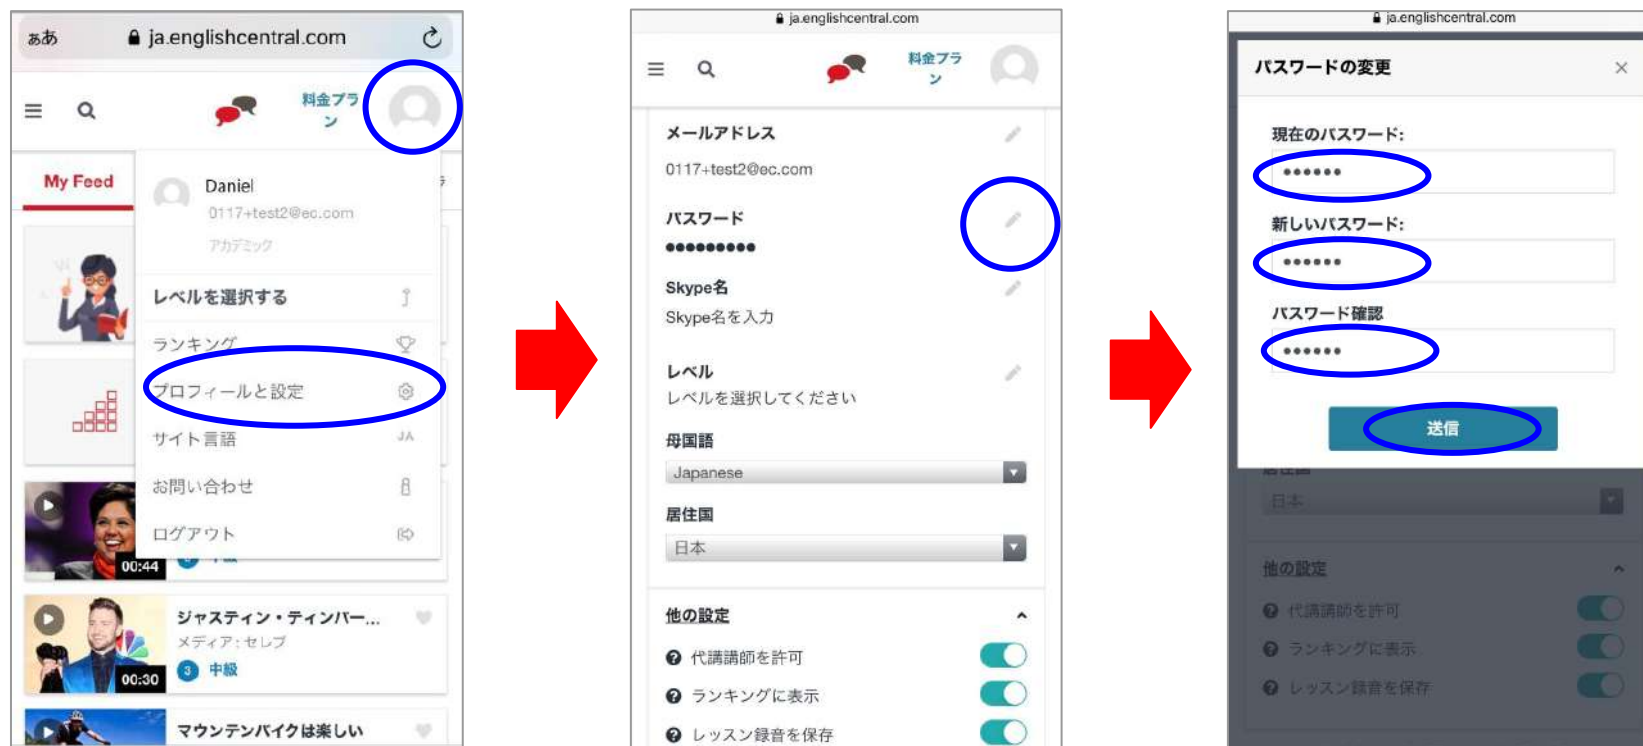 ぁあ
ja.englishcentral.com
料金プラ
ン
My Feed
Daniel
0117+test2@ec.com
アカデミック
レベルを選択する
ランキング
プロフィールと設定
サイト言語
JA
お問い合わせ
ログアウト
00:44
ジャスティン・ティンバー...
メディア: セレブ
3 中級
00:30
マウンテンバイクは楽しい
ja.englishcentral.com
料金プラ
ン
メールアドレス
0117+test2@ec.com
パスワード
●●●●●●●●●
Skype名
Skype名を入力
レベル
レベルを選択してください
母国語
Japanese
居住国
日本
他の設定
代講講師を許可
ランキングに表示
レッスン録音を保存
ja.englishcentral.com
パスワードの変更
×
現在のパスワード:
●●●●●●
新しいパスワード:
●●●●●●
パスワード確認
●●●●●●
送信
日本
他の設定
代講講師を許可
ランキングに表示
レッスン録音を保存